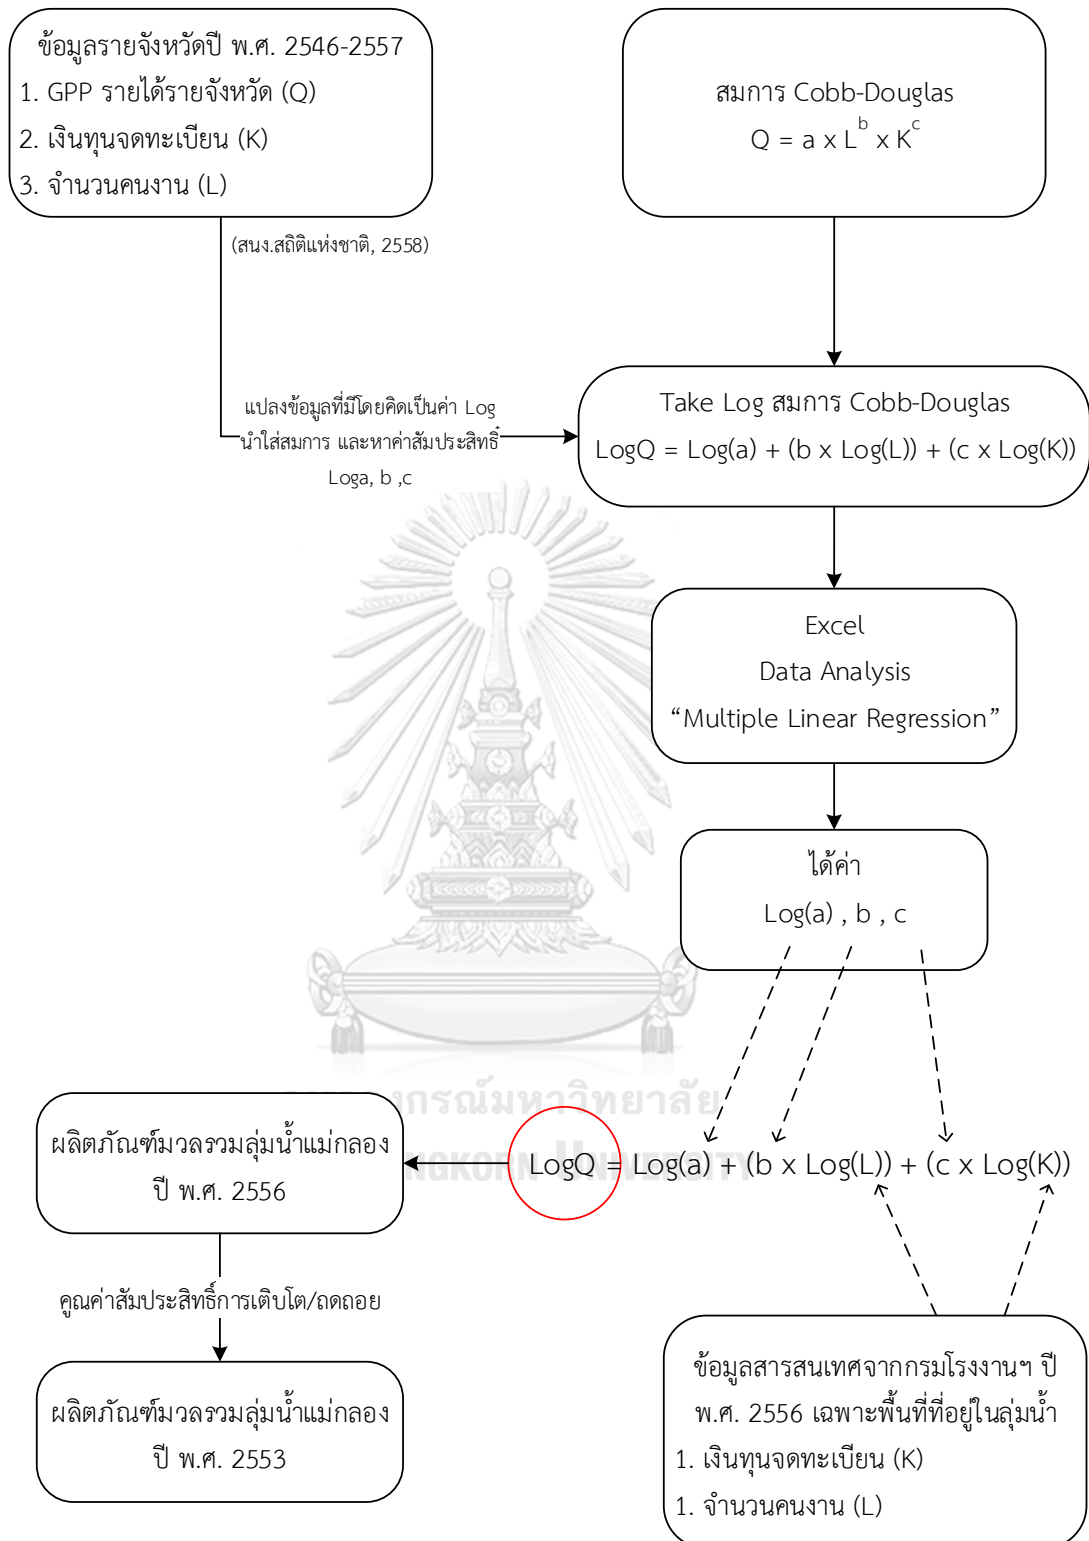 ข้อมูลรายจังหวัดปี พ.ศ. 2546-2557
1. GPP รายได้รายจังหวัด (Q)
2. เงินทุนจดทะเบียน (K)
3. จำนวนคนงาน (L)
สมการ Cobb-Douglas
Q = a x L^b x K^c
(สนง.สถิติแห่งชาติ, 2558)
แปลงข้อมูลที่มีโดยคิดเป็นค่า Log
นำใส่สมการ และหาค่าสัมประสิทธิ์
Loga, b ,c
Take Log สมการ Cobb-Douglas
LogQ = Log(a) + (b x Log(L)) + (c x Log(K))
Excel
Data Analysis
“Multiple Linear Regression”
ได้ค่า
Log(a) , b , c
งกรณ์มหาวิทยาลัย
NGKORN UNIVERSITY
LogQ = Log(a) + (b x Log(L)) + (c x Log(K))
ผลิตภัณฑ์มวลรวมลุ่มน้ำแม่กลอง
ปี พ.ศ. 2556
คูณค่าสัมประสิทธิ์การเติบโต/ถดถอย
ผลิตภัณฑ์มวลรวมลุ่มน้ำแม่กลอง
ปี พ.ศ. 2553
ข้อมูลสารสนเทศจากกรมโรงงานฯ ปี
พ.ศ. 2556 เฉพาะพื้นที่ที่อยู่ในลุ่มน้ำ
1. เงินทุนจดทะเบียน (K)
1. จำนวนคนงาน (L)